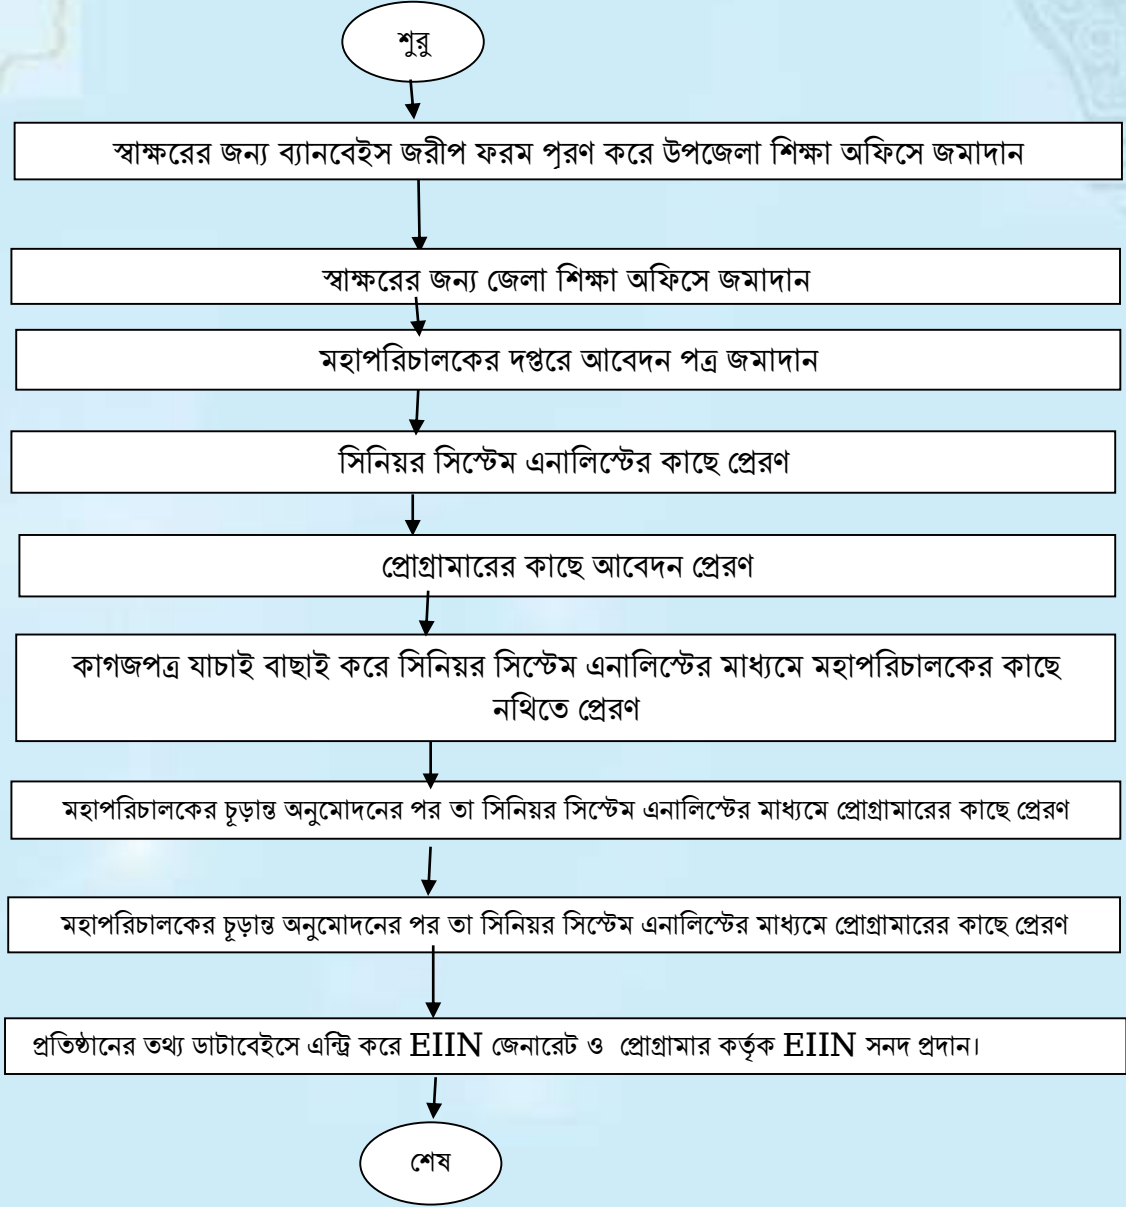 শুরু
স্বাক্ষরের জন্য ব্যানবেইস জরীপ ফরম পূরণ করে উপজেলা শিক্ষা অফিসে জমাদান
স্বাক্ষরের জন্য জেলা শিক্ষা অফিসে জমাদান
মহাপরিচালকের দপ্তরে আবেদন পত্র জমাদান
সিনিয়র সিস্টেম এনালিস্টের কাছে প্রেরণ
প্রোগ্রামারের কাছে আবেদন প্রেরণ
কাগজপত্র যাচাই বাছাই করে সিনিয়র সিস্টেম এনালিস্টের মাধ্যমে মহাপরিচালকের কাছে
নথিতে প্রেরণ
মহাপরিচালকের চূড়ান্ত অনুমোদনের পর তা সিনিয়র সিস্টেম এনালিস্টের মাধ্যমে প্রোগ্রামারের কাছে প্রেরণ
মহাপরিচালকের চূড়ান্ত অনুমোদনের পর তা সিনিয়র সিস্টেম এনালিস্টের মাধ্যমে প্রোগ্রামারের কাছে প্রেরণ
প্রতিষ্ঠানের তথ্য ডাটাবেইসে এন্ট্রি করে EIIN জেনারেট ও প্রোগ্রামার কর্তৃক EIIN সনদ প্রদান।
শেষ